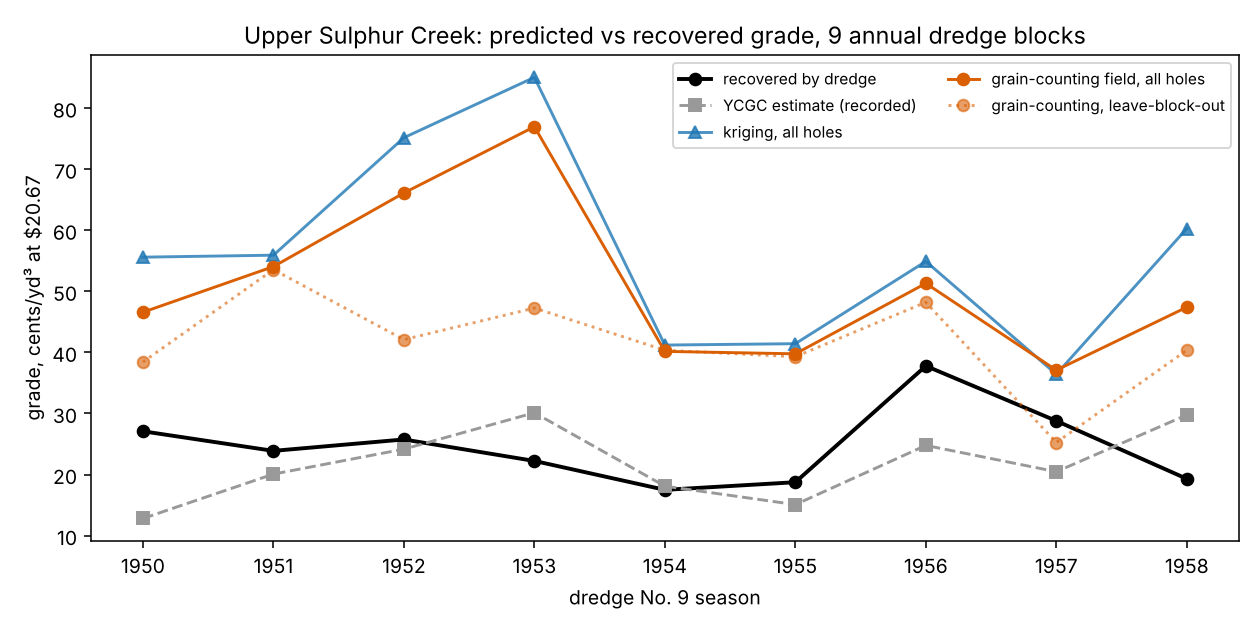 Upper Sulphur Creek: predicted vs recovered grade, 9 annual dredge blocks
recovered by dredge
YCGC estimate (recorded)
kriging, all holes
grain-counting field, all holes
grain-counting, leave-block-out
grade, cents/yd³ at $20.67
80
70
60
50
40
30
20
10
1950 1951 1952 1953 1954 1955 1956 1957 1958
dredge No. 9 season